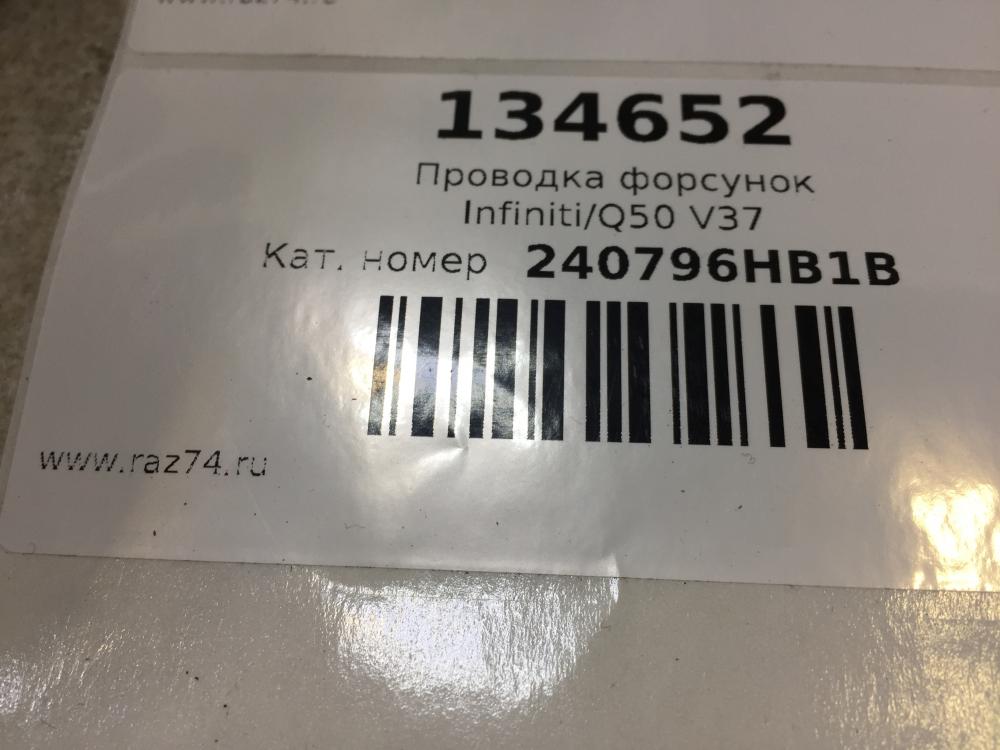 134652
Проводка форсунок
Infiniti/Q50 V37
Кат. номер 240796HB1B
www.raz74.ru